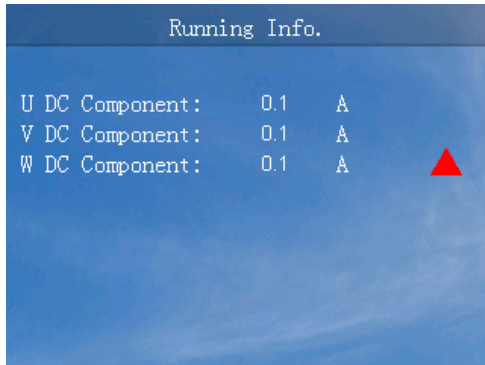 Running Info.
U DC Component: 0.1 A
V DC Component: 0.1 A
W DC Component: 0.1 A